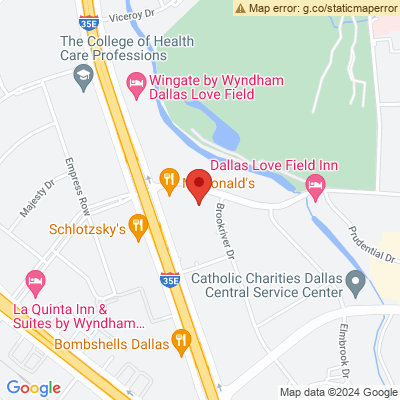 Viceroy Dr
35E
Map error: g.co/staticmaperror
The College of Health
Care Professions
Wingate by Wyndham
Dallas Love Field
Majesty Dr
Empress Row
Dallas Love Field Inn
Schlotzsky's
Brookriver Dr
Prudential Dr
35E
Catholic Charities Dallas
Central Service Center
La Quinta Inn &
Suites by Wyndham...
Bombshells Dallas
Elmbrook Dr
Google
Map data ©2024 Google